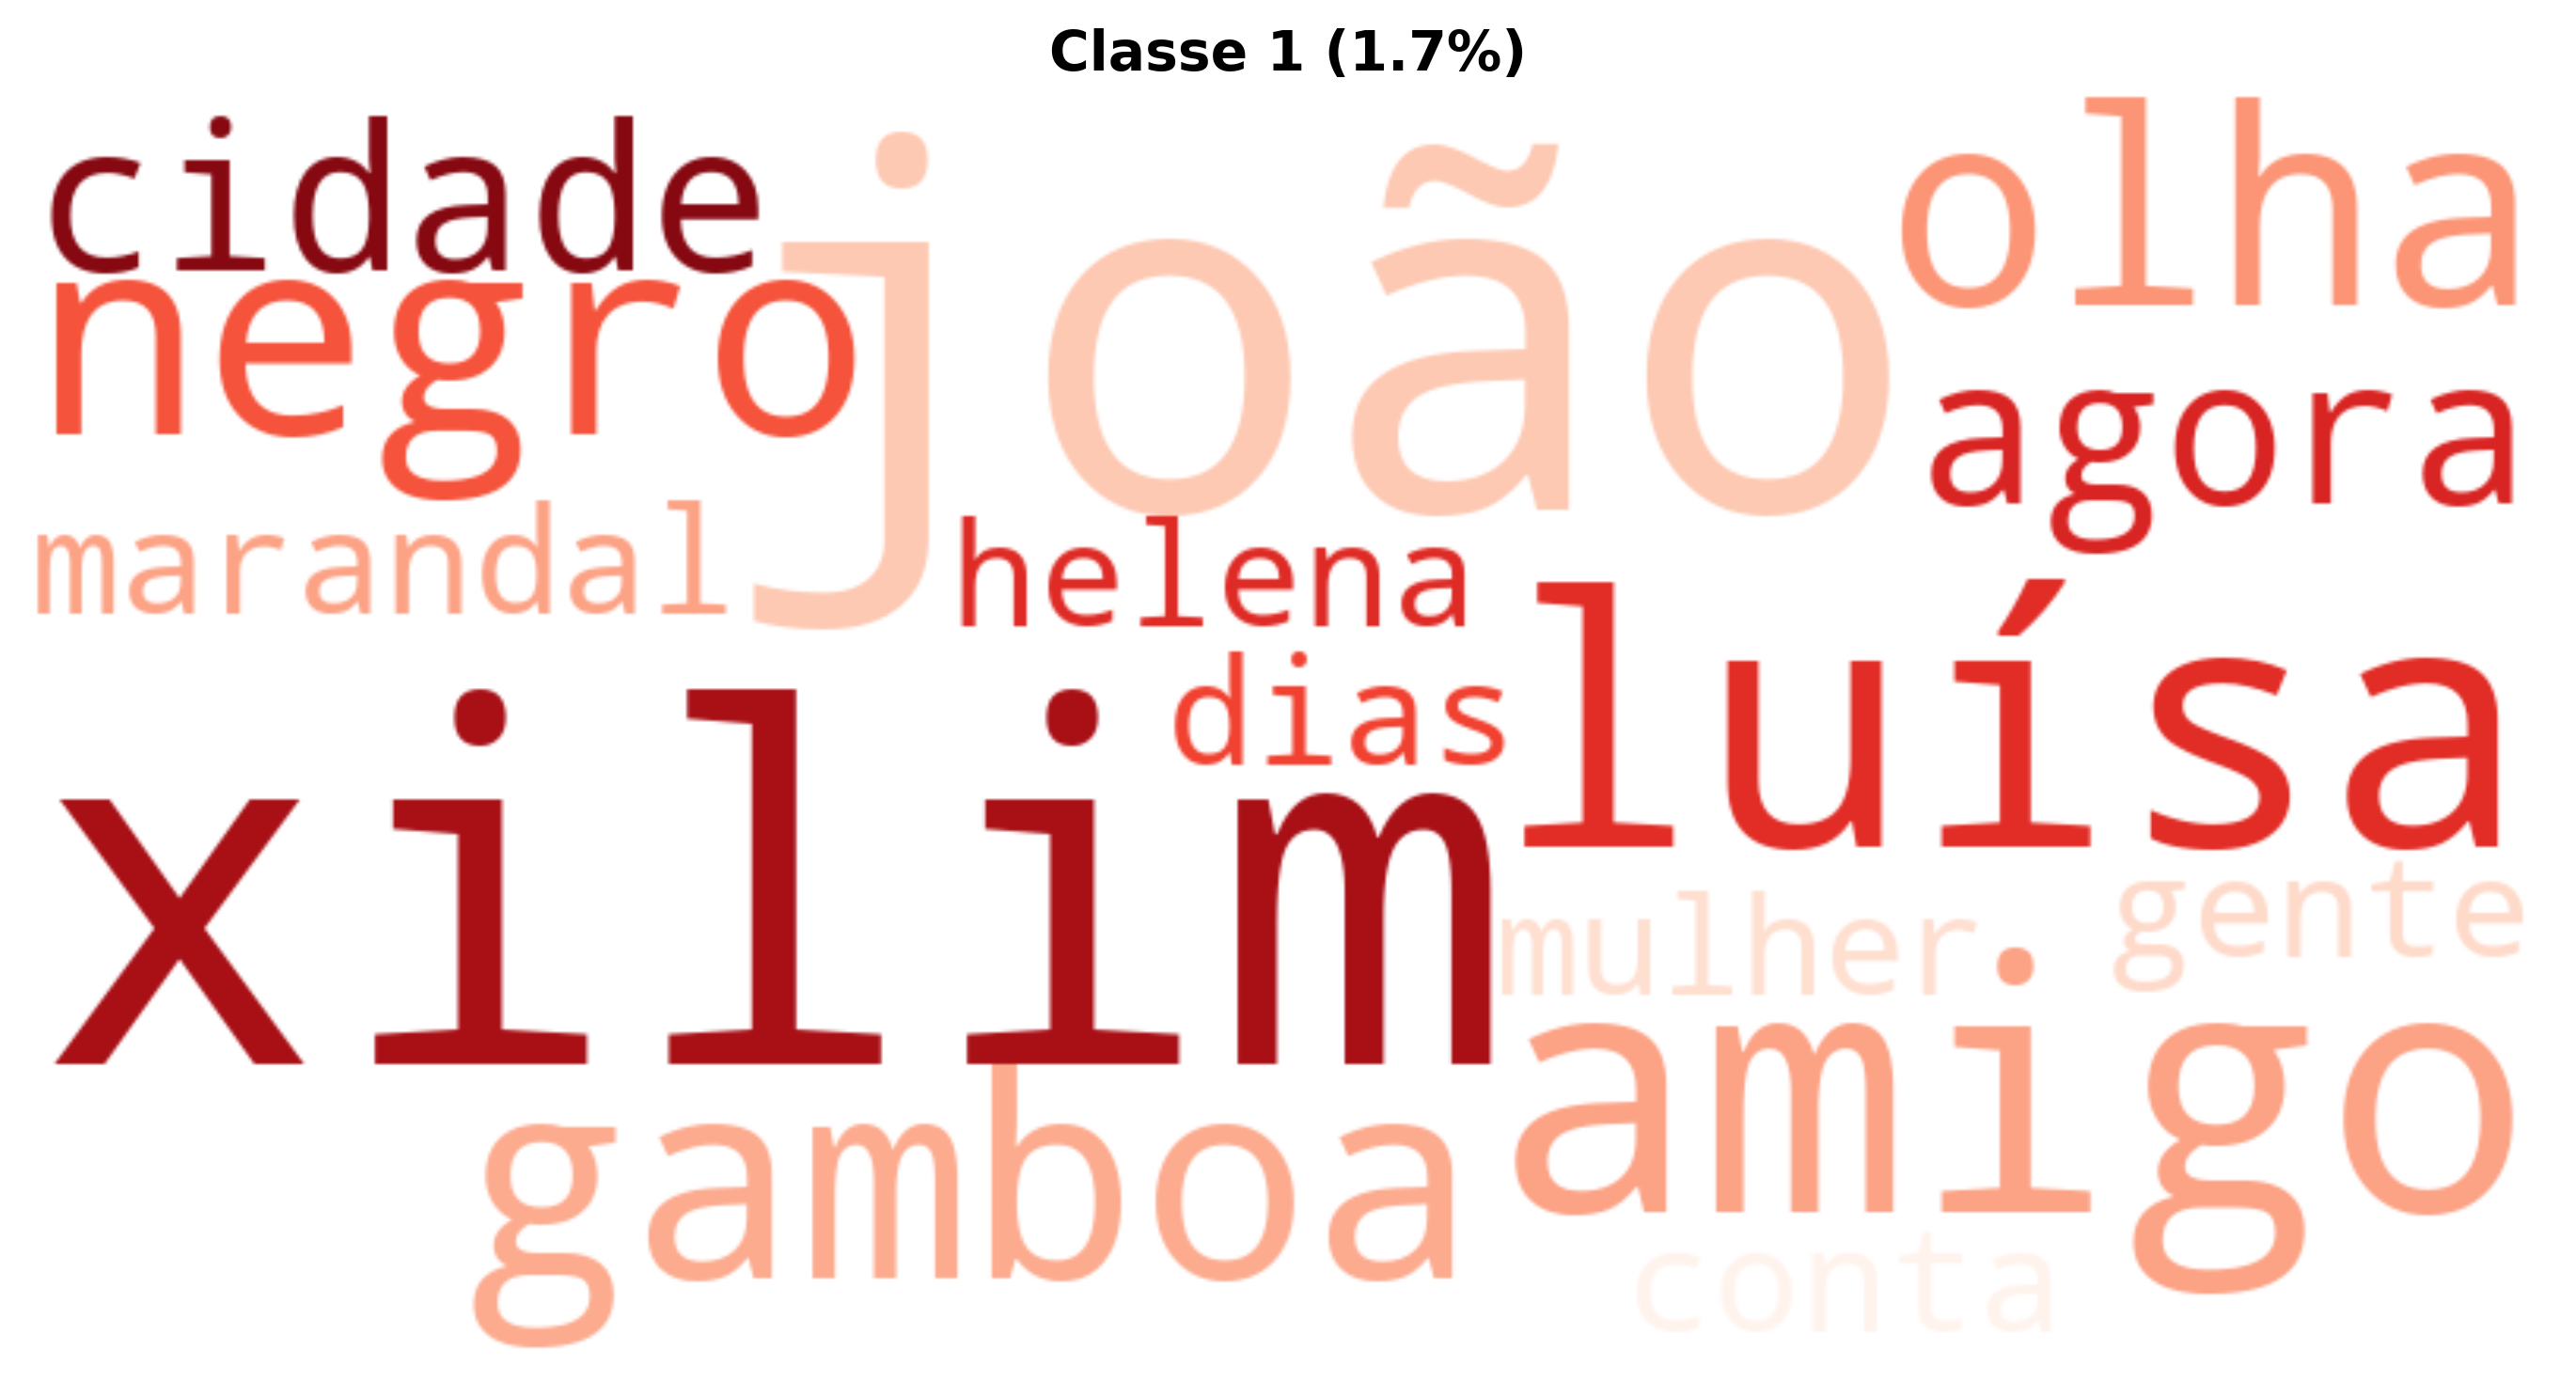 Classe 1 (1.7%)
cidade
joão
olha
negro
agora
marandal
helena
luísa
dias
xilim
mulher
gente
amigo
gamboa
conta